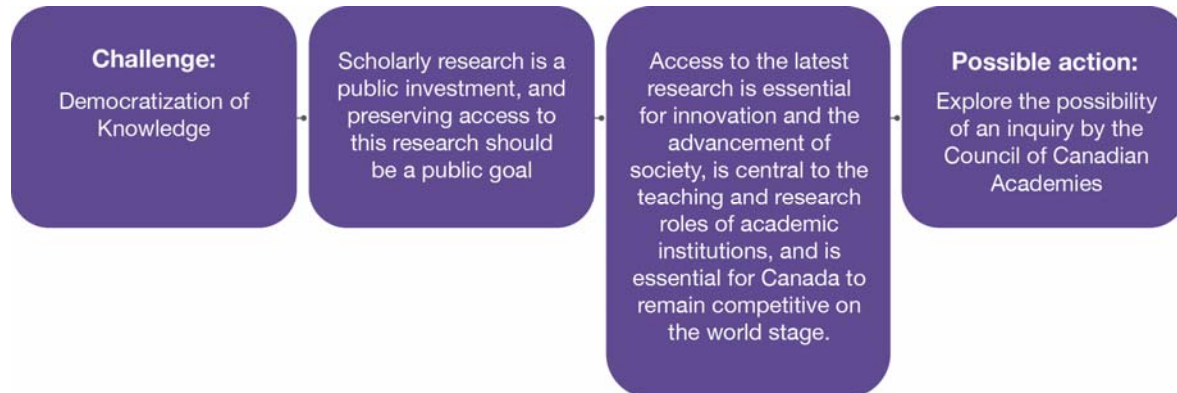 Challenge:
Democratization of
Knowledge
Scholarly research is a
public investment, and
preserving access to
this research should
be a public goal
Access to the latest
research is essential
for innovation and the
advancement of
society, is central to the
teaching and research
roles of academic
institutions, and is
essential for Canada to
remain competitive on
the world stage.
Possible action:
Explore the possibility
of an inquiry by the
Council of Canadian
Academies